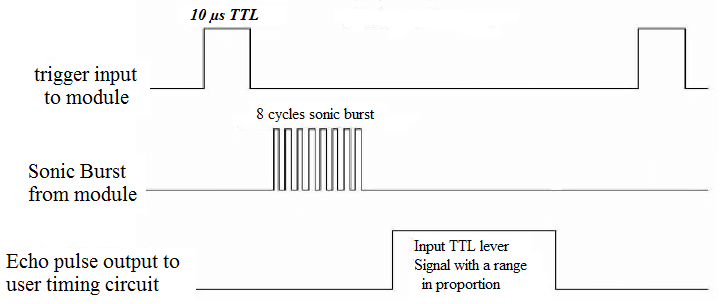 10 µs TTL
trigger input
to module
8 cycles sonic burst
Sonic Burst
from module
Echo pulse output to
user timing circuit
Input TTL lever
Signal with a range
in proportion